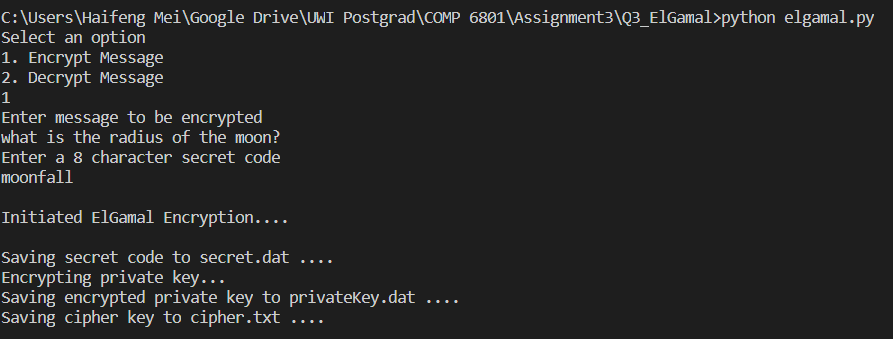 C:\Users\Haifeng Mei\Google Drive\UWI Postgrad\COMP 6801\Assignment3\Q3_ElGamal>python elgamal.py
Select an option
1. Encrypt Message
2. Decrypt Message
1
Enter message to be encrypted
what is the radius of the moon?
Enter a 8 character secret code
moonfall
Initiated ElGamal Encryption....
Saving secret code to secret.dat ....
Encrypting private key...
Saving encrypted private key to privateKey.dat ....
Saving cipher key to cipher.txt ....